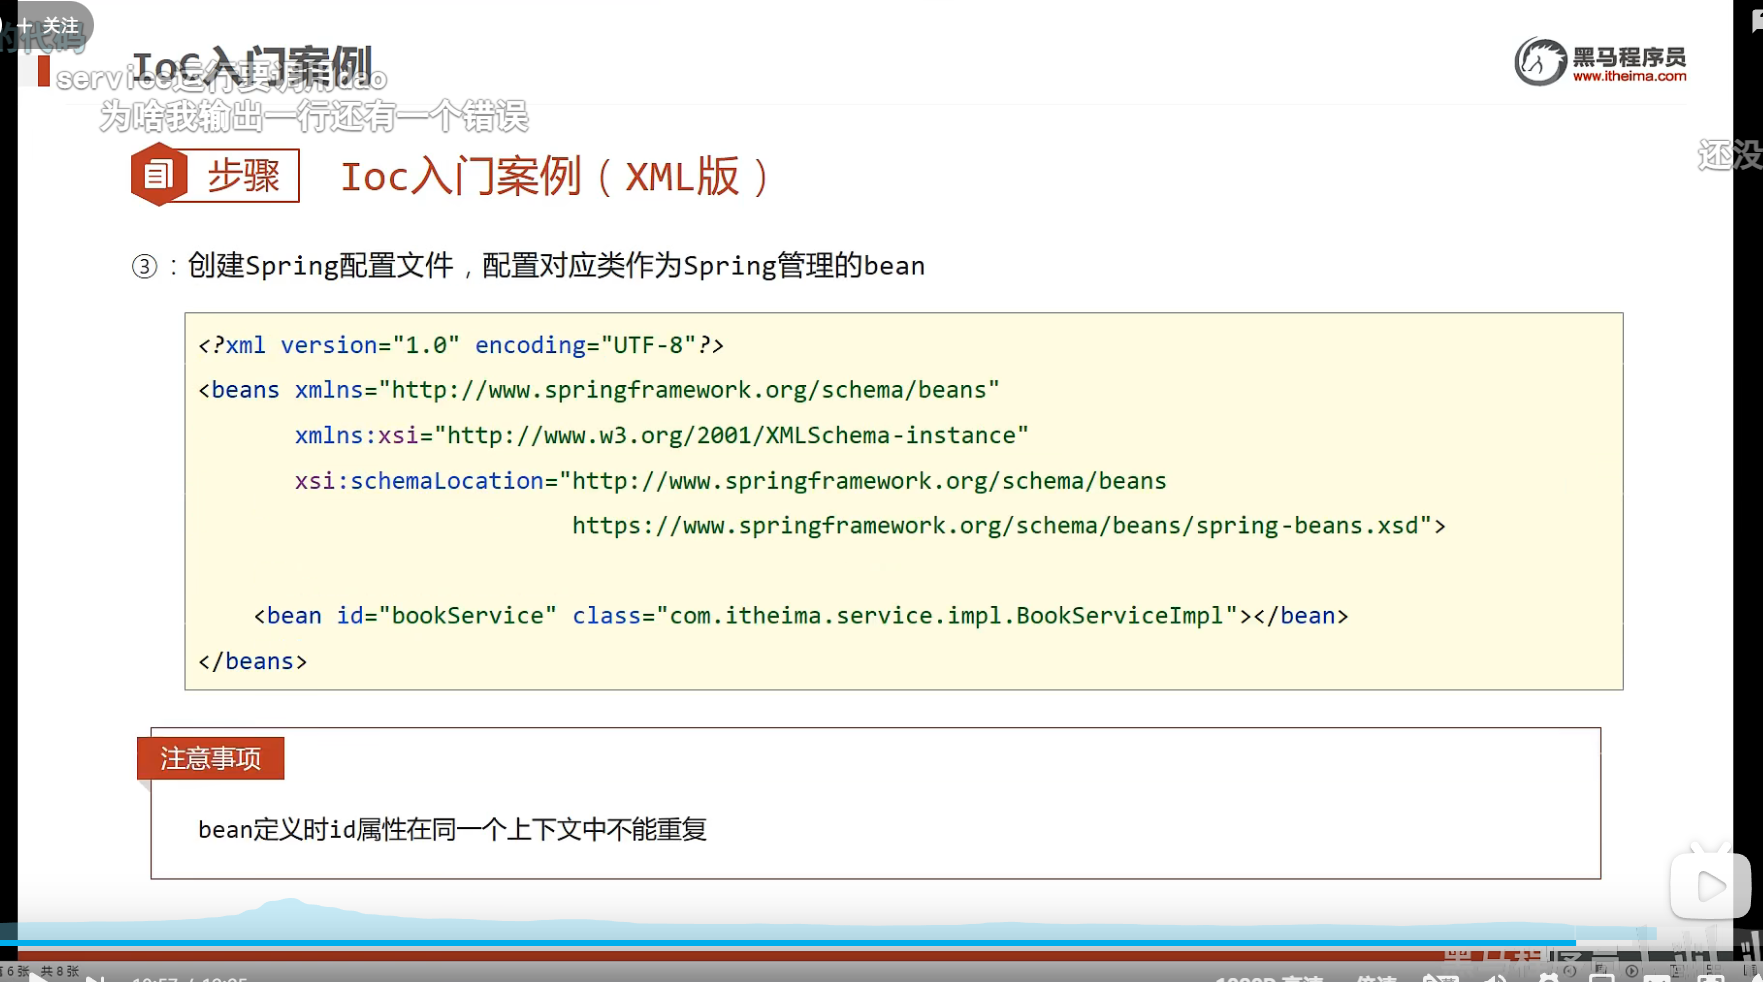 + 关注
的代码
IoC入门案例
service运行要调用dao
为啥我输出一行还有一个错误
黑马程序员
www.itheima.com
还没
步骤
Ioc入门案例（XML版）
③：创建Spring配置文件，配置对应类作为Spring管理的bean
<?xml version="1.0" encoding="UTF-8"?>
<beans xmlns="http://www.springframework.org/schema/beans"
xmlns:xsi="http://www.w3.org/2001/XMLSchema-instance"
xsi:schemaLocation="http://www.springframework.org/schema/beans
https://www.springframework.org/schema/beans/spring-beans.xsd">
<bean id="bookService" class="com.itheima.service.impl.BookServiceImpl"></bean>
</beans>
注意事项
bean定义时id属性在同一个上下文中不能重复
6 张，共 8 张